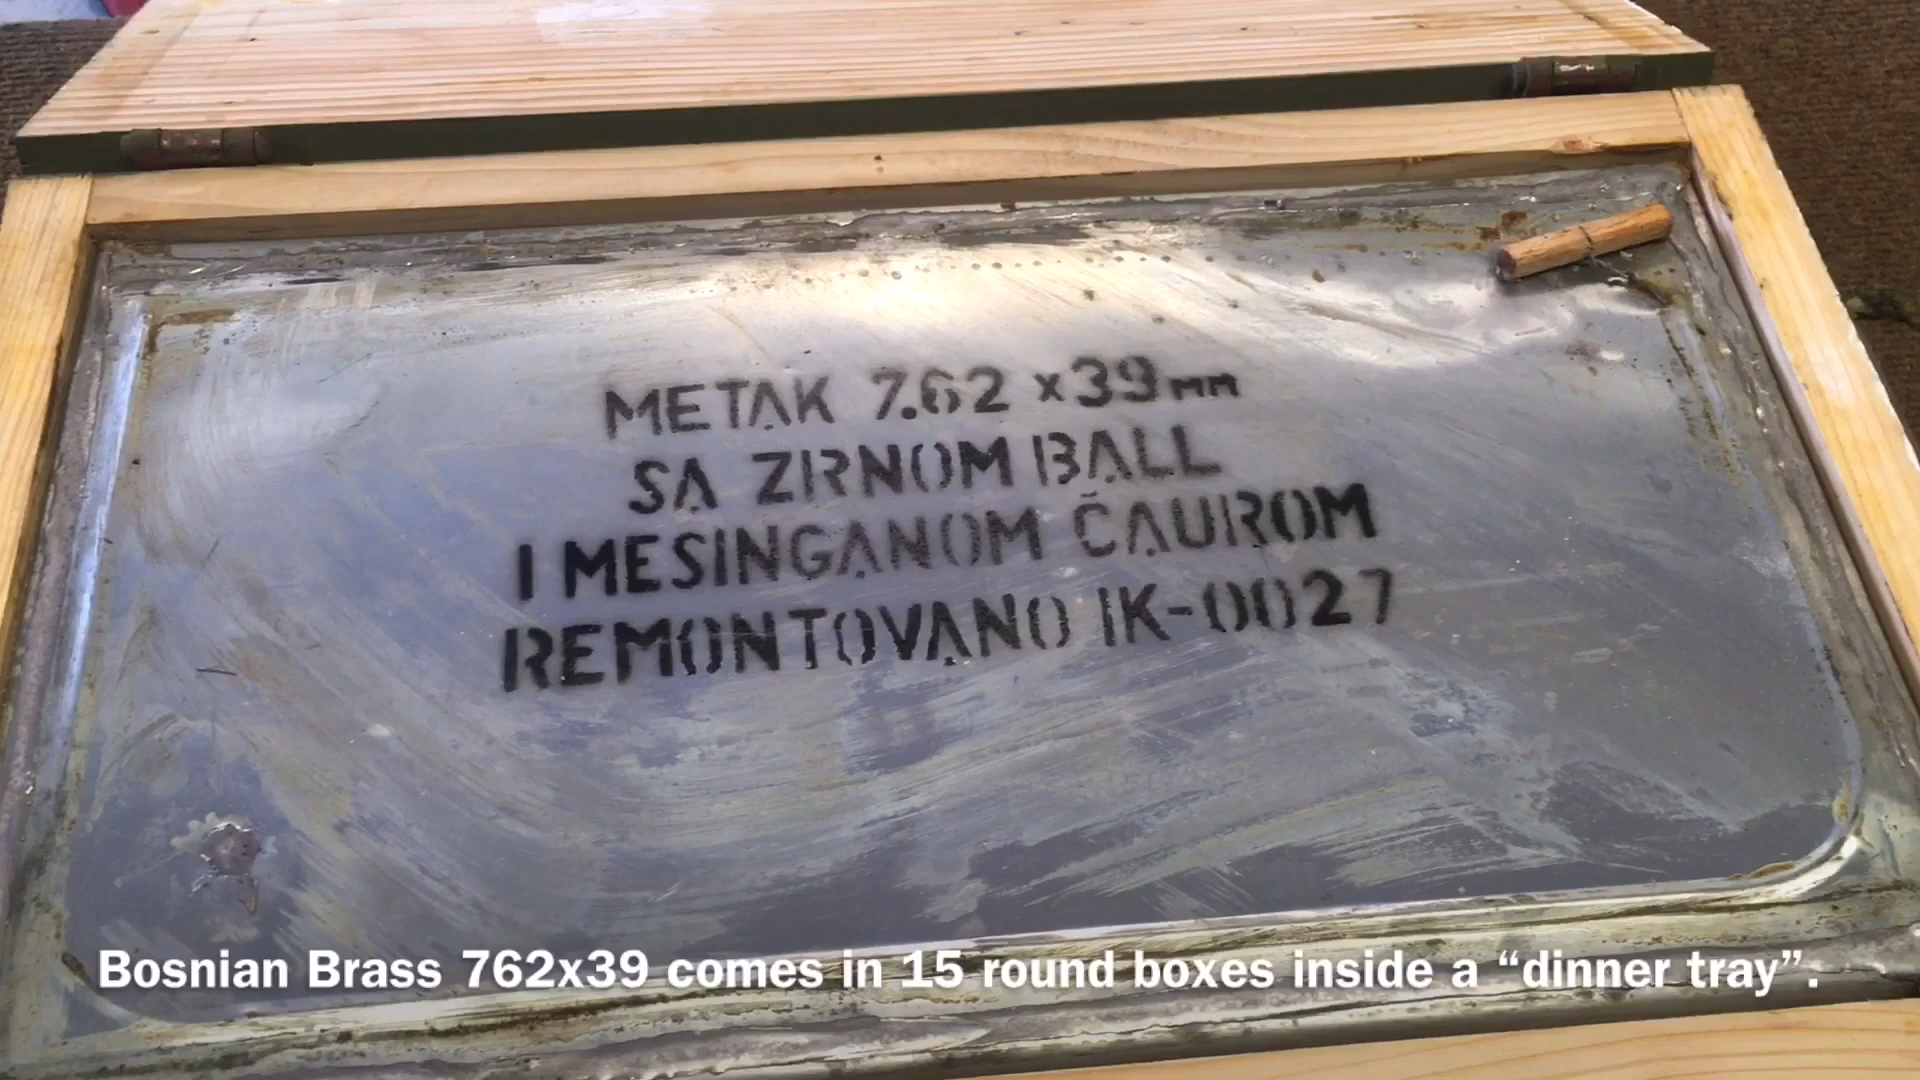 METAK 7.62 x39мм
SA ZRNOM BALL
I MESINGANOM ČAUROM
REMONTOVANO IK-0027
Bosnian Brass 762x39 comes in 15 round boxes inside a “dinner tray”.